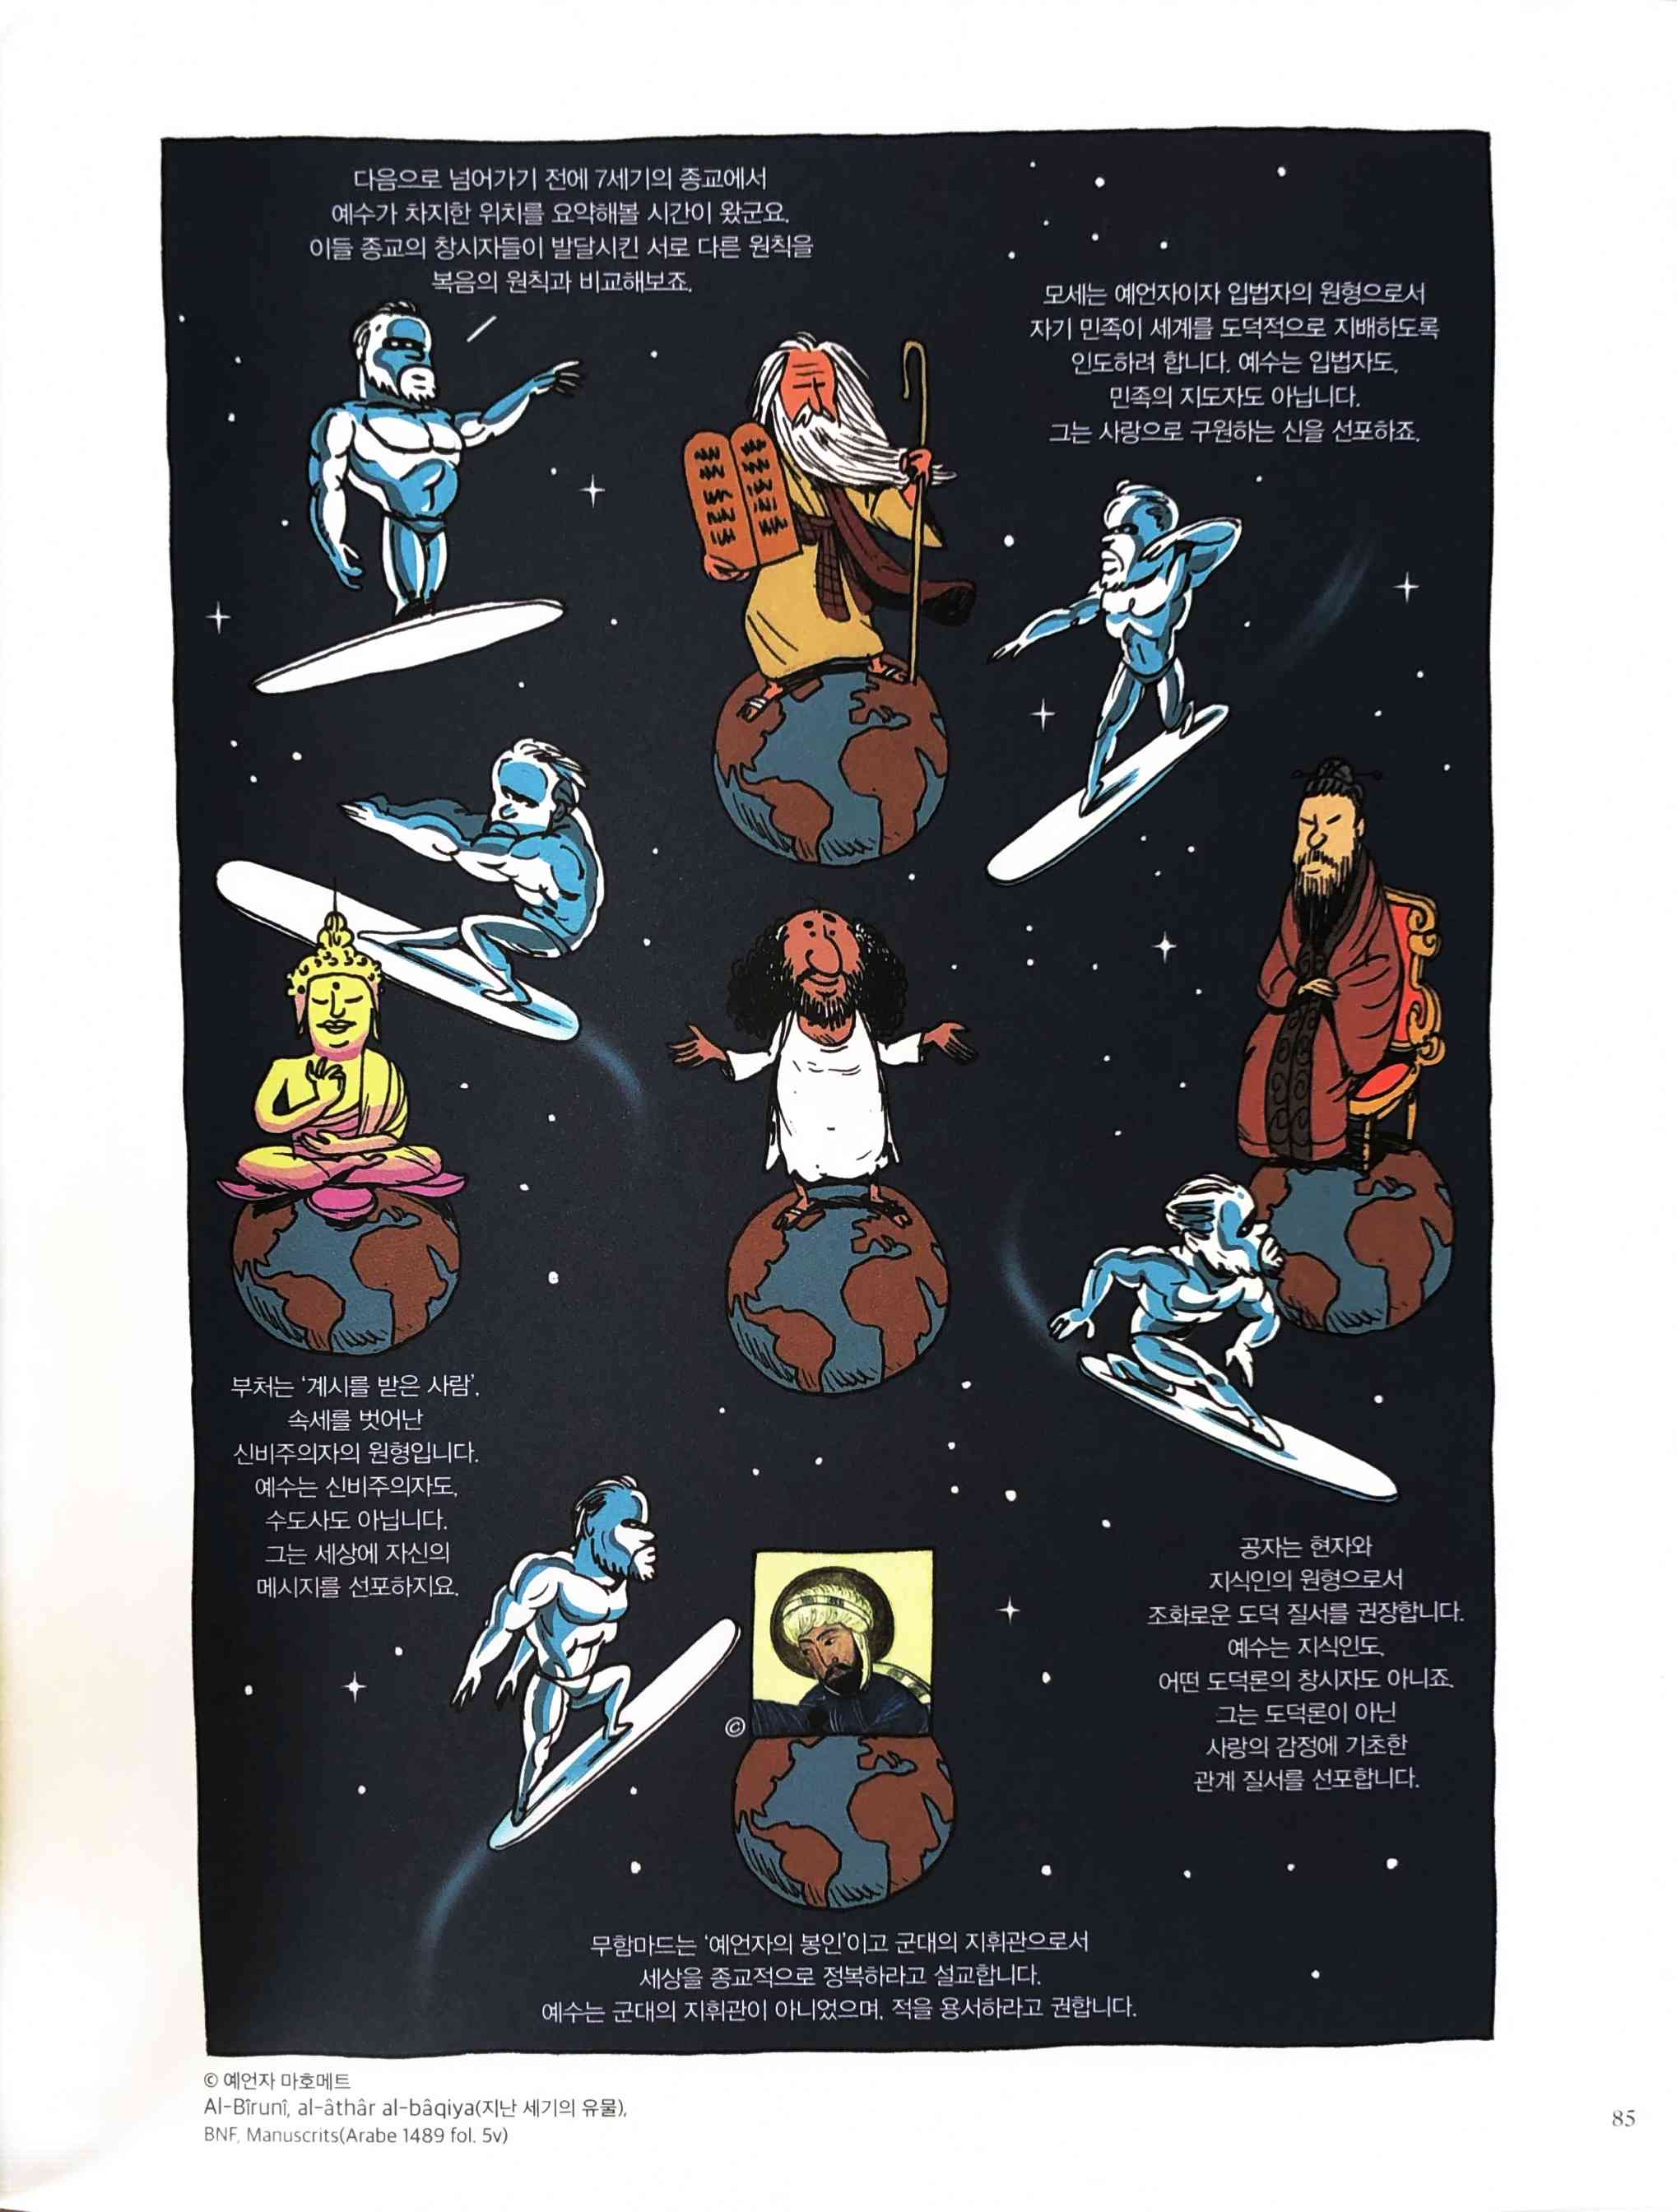 다음으로 넘어가기 전에 7세기의 종교에서
예수가 차지한 위치를 요약해볼 시간이 왔군요.
이들 종교의 창시자들이 발달시킨 서로 다른 원칙을
복음의 원칙과 비교해보죠.
모세는 예언자이자 입법자의 원형으로서
자기 민족이 세계를 도덕적으로 지배하도록
인도하려 합니다. 예수는 입법자도,
민족의 지도자도 아닙니다.
그는 사랑으로 구원하는 신을 선포하죠.
부처는 ‘계시를 받은 사람’,
속세를 벗어난
신비주의자의 원형입니다.
예수는 신비주의자도,
수도사도 아닙니다.
그는 세상에 자신의
메시지를 선포하지요.
공자는 현자와
지식인의 원형으로서
조화로운 도덕 질서를 권장합니다.
예수는 지식인도,
어떤 도덕론의 창시자도 아니죠.
그는 도덕론이 아닌
사랑의 감정에 기초한
관계 질서를 선포합니다.
©
무함마드는 ‘예언자의 봉인’이고 군대의 지휘관으로서
세상을 종교적으로 정복하라고 설교합니다.
예수는 군대의 지휘관이 아니었으며, 적을 용서하라고 권합니다.
© 예언자 마호메트
Al-Bîrunî, al-âthâr al-bâqiya(지난 세기의 유물),
BNF, Manuscrits(Arabe 1489 fol. 5v)
85